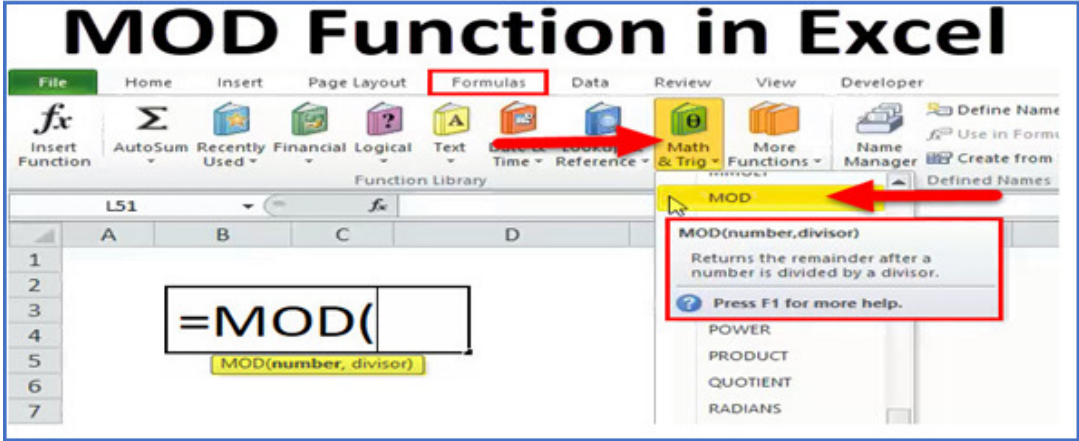 MOD Function in Excel
File Home Insert Page Layout Formulas Data Review View Developer
fx Σ ? A θ
Insert Function
AutoSum
Recently Used
Financial
Logical
Text
Time
Reference
Math & Trig
More Functions
Name Manager
Define Name
Use in Formu
Create from
Function Library
Defined Names
L51
fx
MOD
A B C D
MOD(number,divisor)
Returns the remainder after a
number is divided by a divisor.
? Press F1 for more help.
1
2
3
4
5
6
7
=MOD(
MOD(number, divisor)
POWER
PRODUCT
QUOTIENT
RADIANS